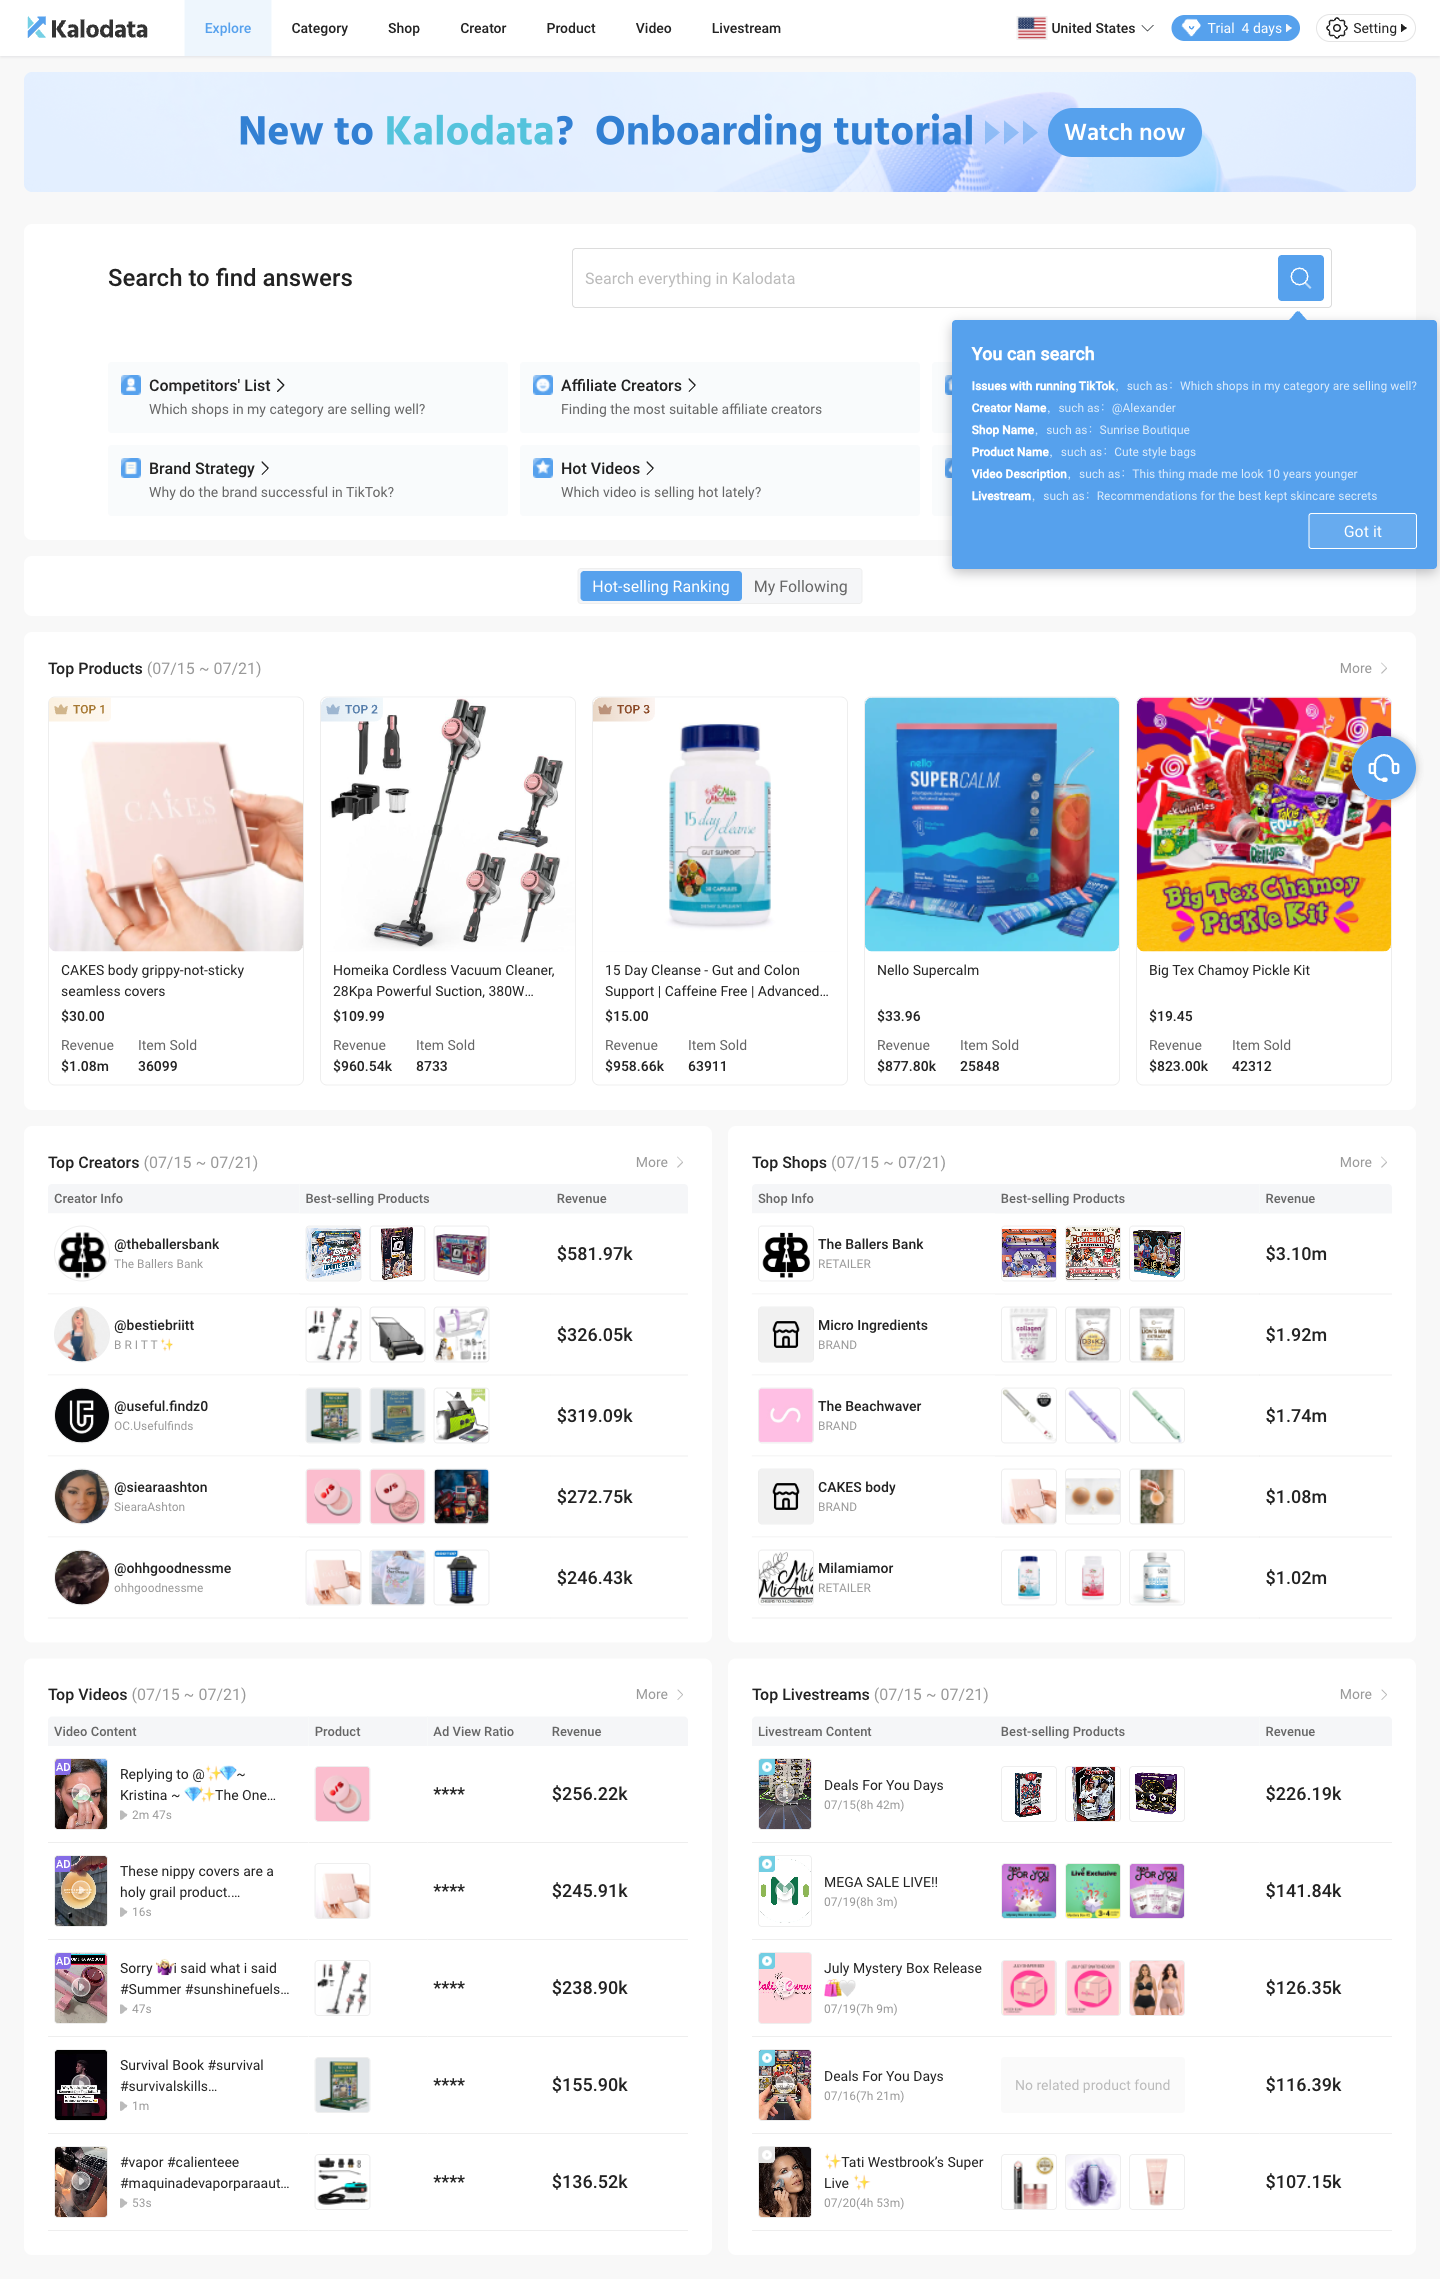 Kalodata
Explore
Category
Shop
Creator
Product
Video
Livestream
United States
Trial 4 days
Setting
New to Kalodata? Onboarding tutorial
Watch now
Search to find answers
Search everything in Kalodata
Competitors' List
Which shops in my category are selling well?
Affiliate Creators
Finding the most suitable affiliate creators
Brand Strategy
Why do the brand successful in TikTok?
Hot Videos
Which video is selling hot lately?
You can search
Issues with running TikTok, such as: Which shops in my category are selling well?
Creator Name, such as: @Alexander
Shop Name, such as: Sunrise Boutique
Product Name, such as: Cute style bags
Video Description, such as: This thing made me look 10 years younger
Livestream, such as: Recommendations for the best kept skincare secrets
Got it
Hot-selling Ranking
My Following
Top Products (07/15 ~ 07/21)
More
TOP 1
CAKES
CAKES body grippy-not-sticky
seamless covers
$30.00
Revenue Item Sold
$1.08m 36099
TOP 2
Homeika Cordless Vacuum Cleaner,
28Kpa Powerful Suction, 380W...
$109.99
Revenue Item Sold
$960.54k 8733
TOP 3
15 day cleanse
GUT SUPPORT
15 Day Cleanse - Gut and Colon
Support | Caffeine Free | Advanced...
$15.00
Revenue Item Sold
$958.66k 63911
nello
SUPERCALM
Nello Supercalm
$33.96
Revenue Item Sold
$877.80k 25848
Big Tex Chamoy
Pickle Kit
Big Tex Chamoy Pickle Kit
$19.45
Revenue Item Sold
$823.00k 42312
Top Creators (07/15 ~ 07/21)
More
Creator Info Best-selling Products Revenue
@theballersbank
The Ballers Bank
$581.97k
@bestiebriitt
B R I T T✨
$326.05k
@useful.findz0
OC.Usefulfinds
$319.09k
@siearaashton
SiearaAshton
$272.75k
@ohhgoodnessme
ohhgoodnessme
$246.43k
Top Shops (07/15 ~ 07/21)
More
Shop Info Best-selling Products Revenue
The Ballers Bank
RETAILER
$3.10m
Micro Ingredients
BRAND
$1.92m
The Beachwaver
BRAND
$1.74m
CAKES body
BRAND
$1.08m
Milamiamor
RETAILER
$1.02m
Top Videos (07/15 ~ 07/21)
More
Video Content Product Ad View Ratio Revenue
AD
Replying to @✨💎~
Kristina ~ 💎✨The One...
2m 47s
****
$256.22k
AD
These nippy covers are a
holy grail product....
16s
****
$245.91k
AD
Sorry 🤷‍♀️i said what i said
#Summer #sunshinefuels...
47s
****
$238.90k
Survival Book #survival
#survivalskills...
1m
****
$155.90k
#vapor #calienteee
#maquinadevaporparaaut...
53s
****
$136.52k
Top Livestreams (07/15 ~ 07/21)
More
Livestream Content Best-selling Products Revenue
Deals For You Days
07/15(8h 42m)
$226.19k
MEGA SALE LIVE!!
07/19(8h 3m)
$141.84k
July Mystery Box Release
🛍️🤍
07/19(7h 9m)
$126.35k
Deals For You Days
07/16(7h 21m)
No related product found
$116.39k
✨Tati Westbrook's Super
Live ✨
07/20(4h 53m)
$107.15k